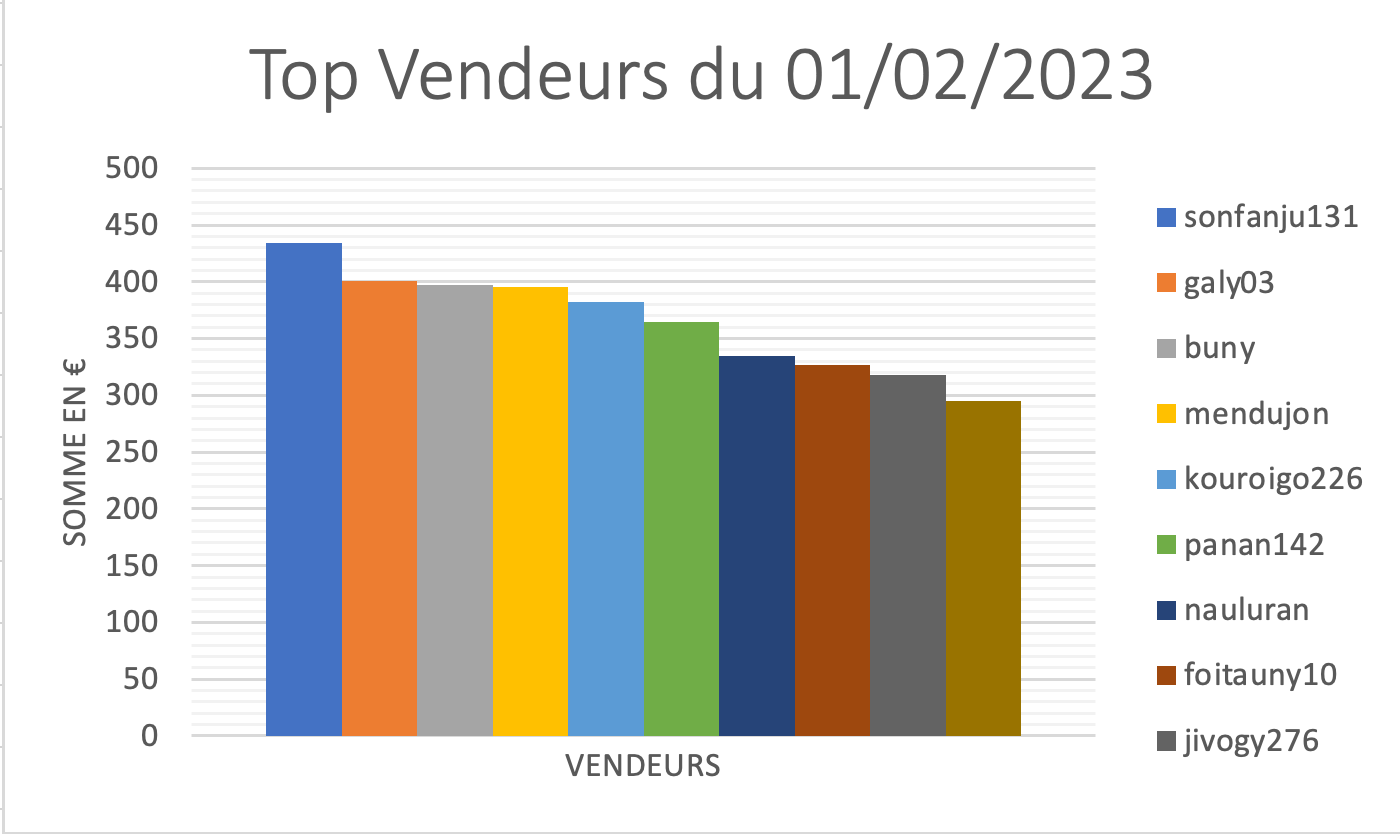 Top Vendeurs du 01/02/2023
500
450
400
350
300
250
200
150
100
50
0
SOMME EN €
VENDEURS
sonfanju131
galy03
buny
mendujon
kouroigo226
panan142
nauluran
foitauny10
jivogy276